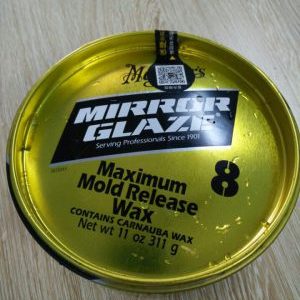 MIRROR
GLAZE
Serving Professionals Since 1901
Maximum
Mold Release
Wax
8
CONTAINS CARNAUBA WAX
Net wt 11 oz 311 g